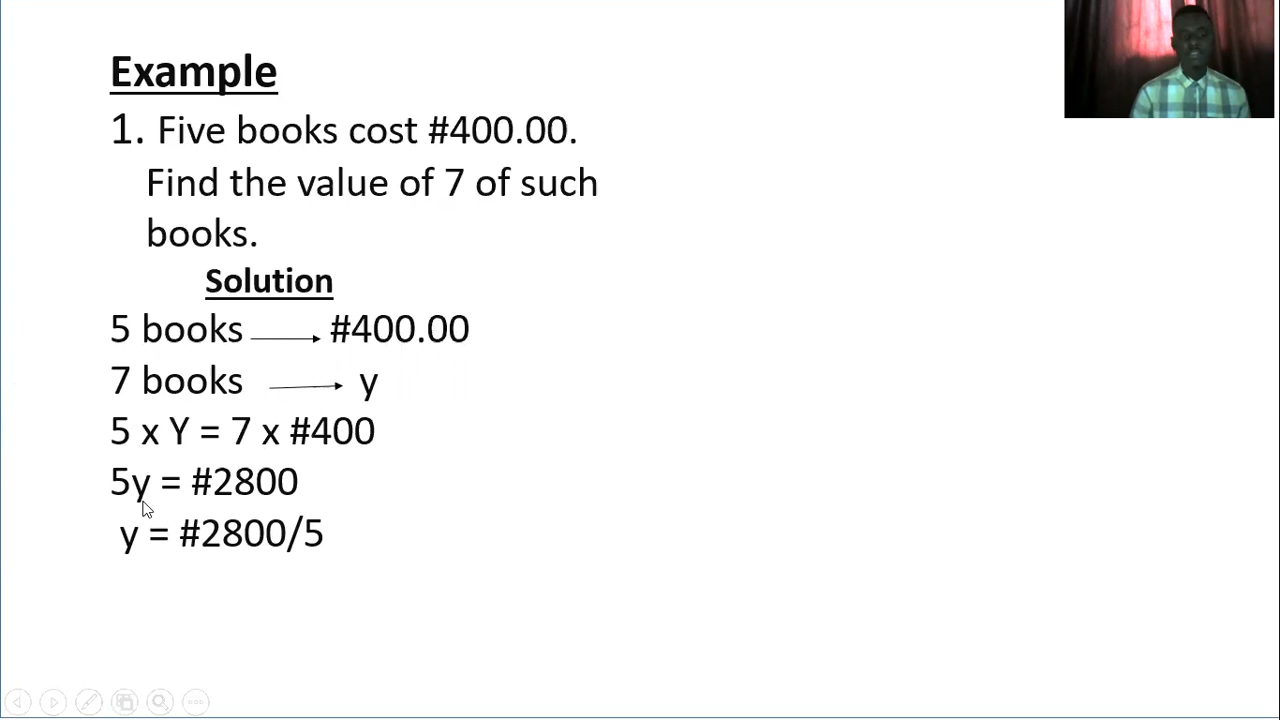 Example
1. Five books cost #400.00.
Find the value of 7 of such
books.
Solution
5 books → #400.00
7 books → y
5 x Y = 7 x #400
5y = #2800
y = #2800/5